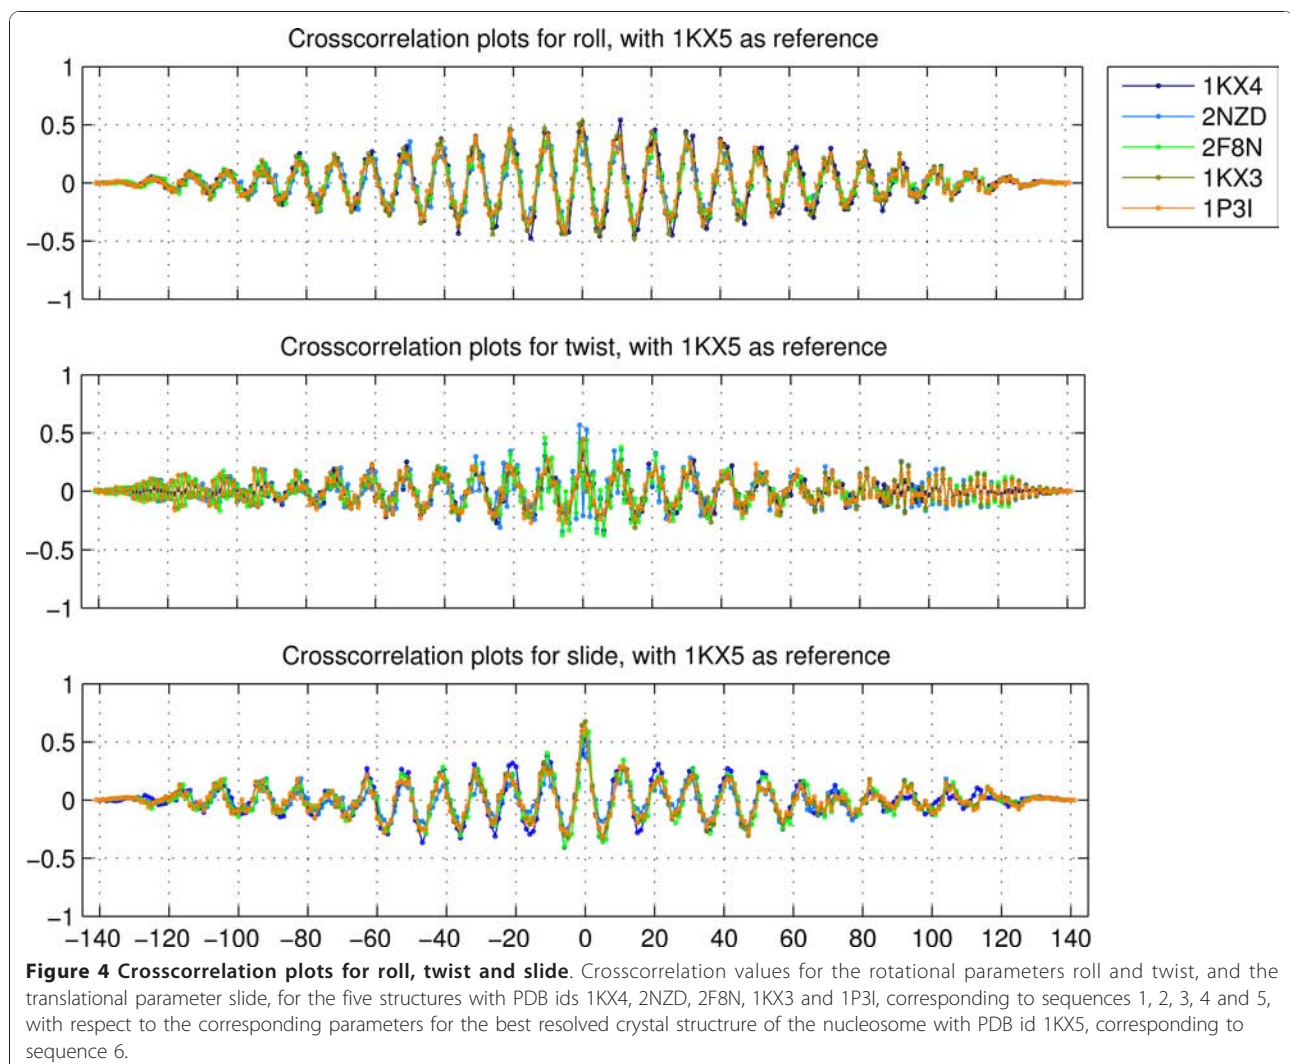 Crosscorrelation plots for roll, with 1KX5 as reference
1
0.5
0
−0.5
−1
1KX4
2NZD
2F8N
1KX3
1P3I
Crosscorrelation plots for twist, with 1KX5 as reference
1
0.5
0
−0.5
−1
Crosscorrelation plots for slide, with 1KX5 as reference
1
0.5
0
−0.5
−1
−140 −120 −100 −80 −60 −40 −20 0 20 40 60 80 100 120 140
Figure 4 Crosscorrelation plots for roll, twist and slide. Crosscorrelation values for the rotational parameters roll and twist, and the
translational parameter slide, for the five structures with PDB ids 1KX4, 2NZD, 2F8N, 1KX3 and 1P3I, corresponding to sequences 1, 2, 3, 4 and 5,
with respect to the corresponding parameters for the best resolved crystal structrure of the nucleosome with PDB id 1KX5, corresponding to
sequence 6.